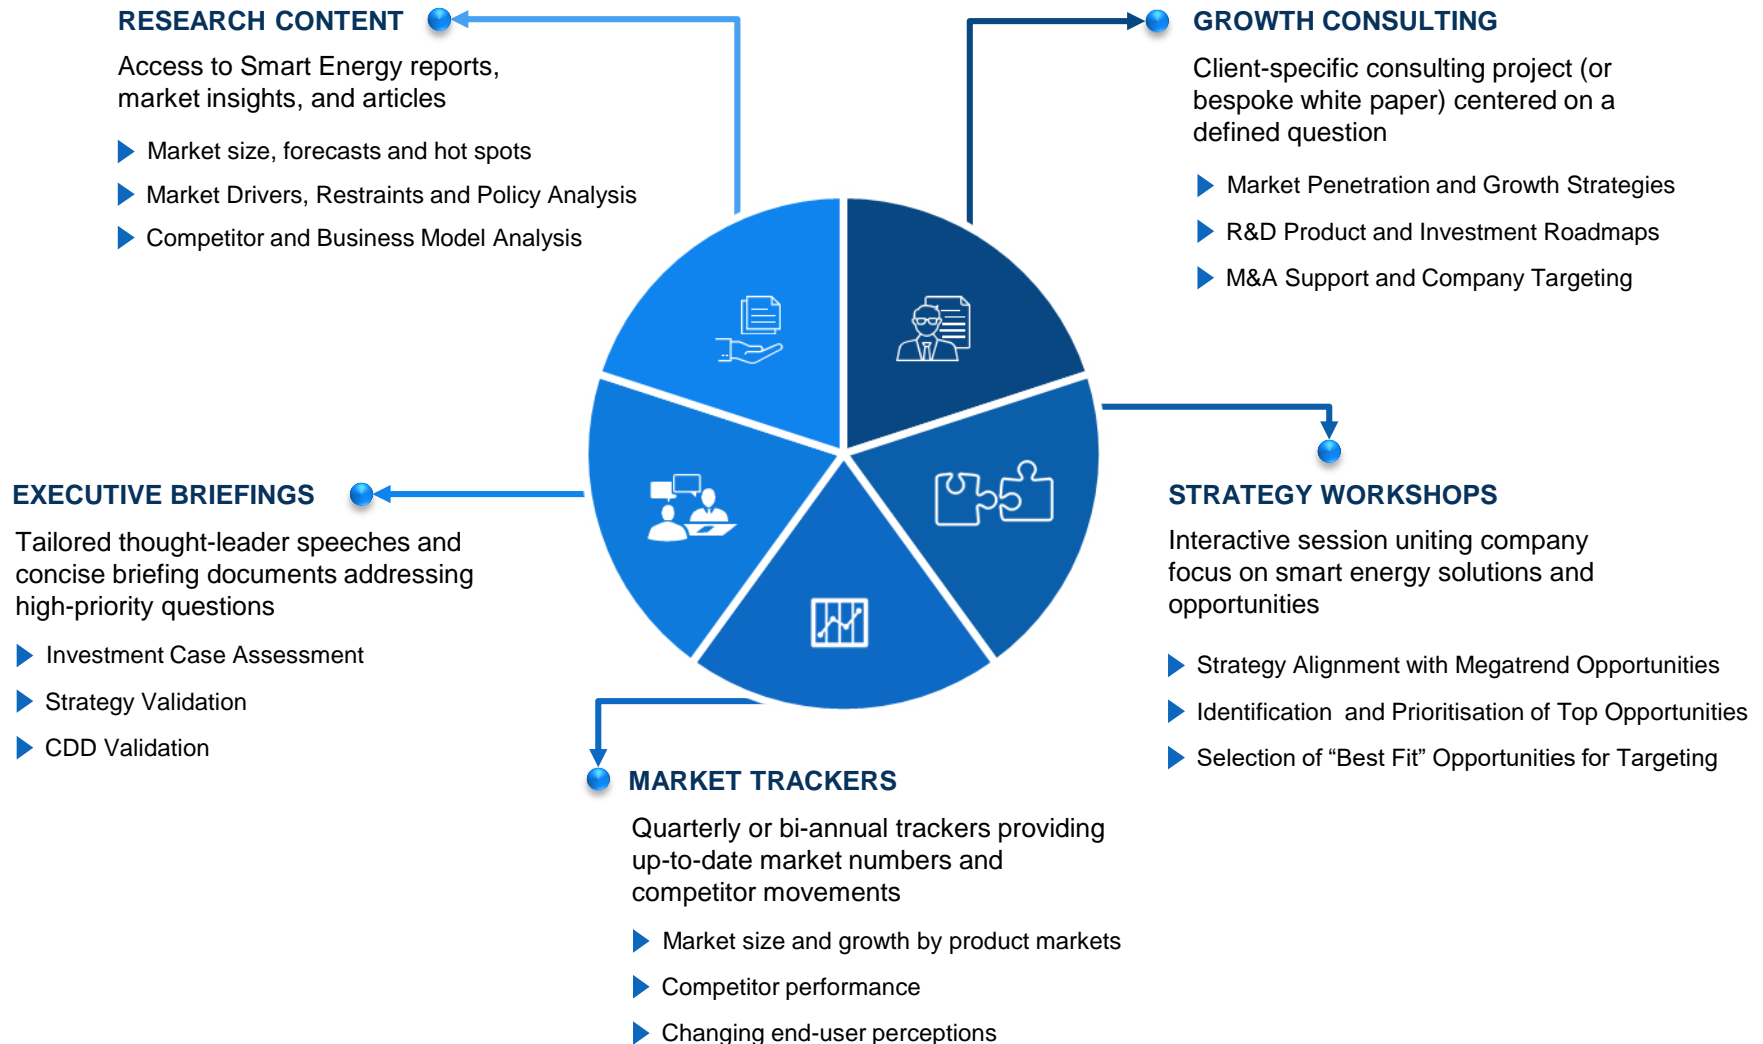 RESEARCH CONTENT
Access to Smart Energy reports,
market insights, and articles
Market size, forecasts and hot spots
Market Drivers, Restraints and Policy Analysis
Competitor and Business Model Analysis
GROWTH CONSULTING
Client-specific consulting project (or
bespoke white paper) centered on a
defined question
Market Penetration and Growth Strategies
R&D Product and Investment Roadmaps
M&A Support and Company Targeting
EXECUTIVE BRIEFINGS
Tailored thought-leader speeches and
concise briefing documents addressing
high-priority questions
Investment Case Assessment
Strategy Validation
CDD Validation
STRATEGY WORKSHOPS
Interactive session uniting company
focus on smart energy solutions and
opportunities
Strategy Alignment with Megatrend Opportunities
Identification and Prioritisation of Top Opportunities
Selection of “Best Fit” Opportunities for Targeting
MARKET TRACKERS
Quarterly or bi-annual trackers providing
up-to-date market numbers and
competitor movements
Market size and growth by product markets
Competitor performance
Changing end-user perceptions